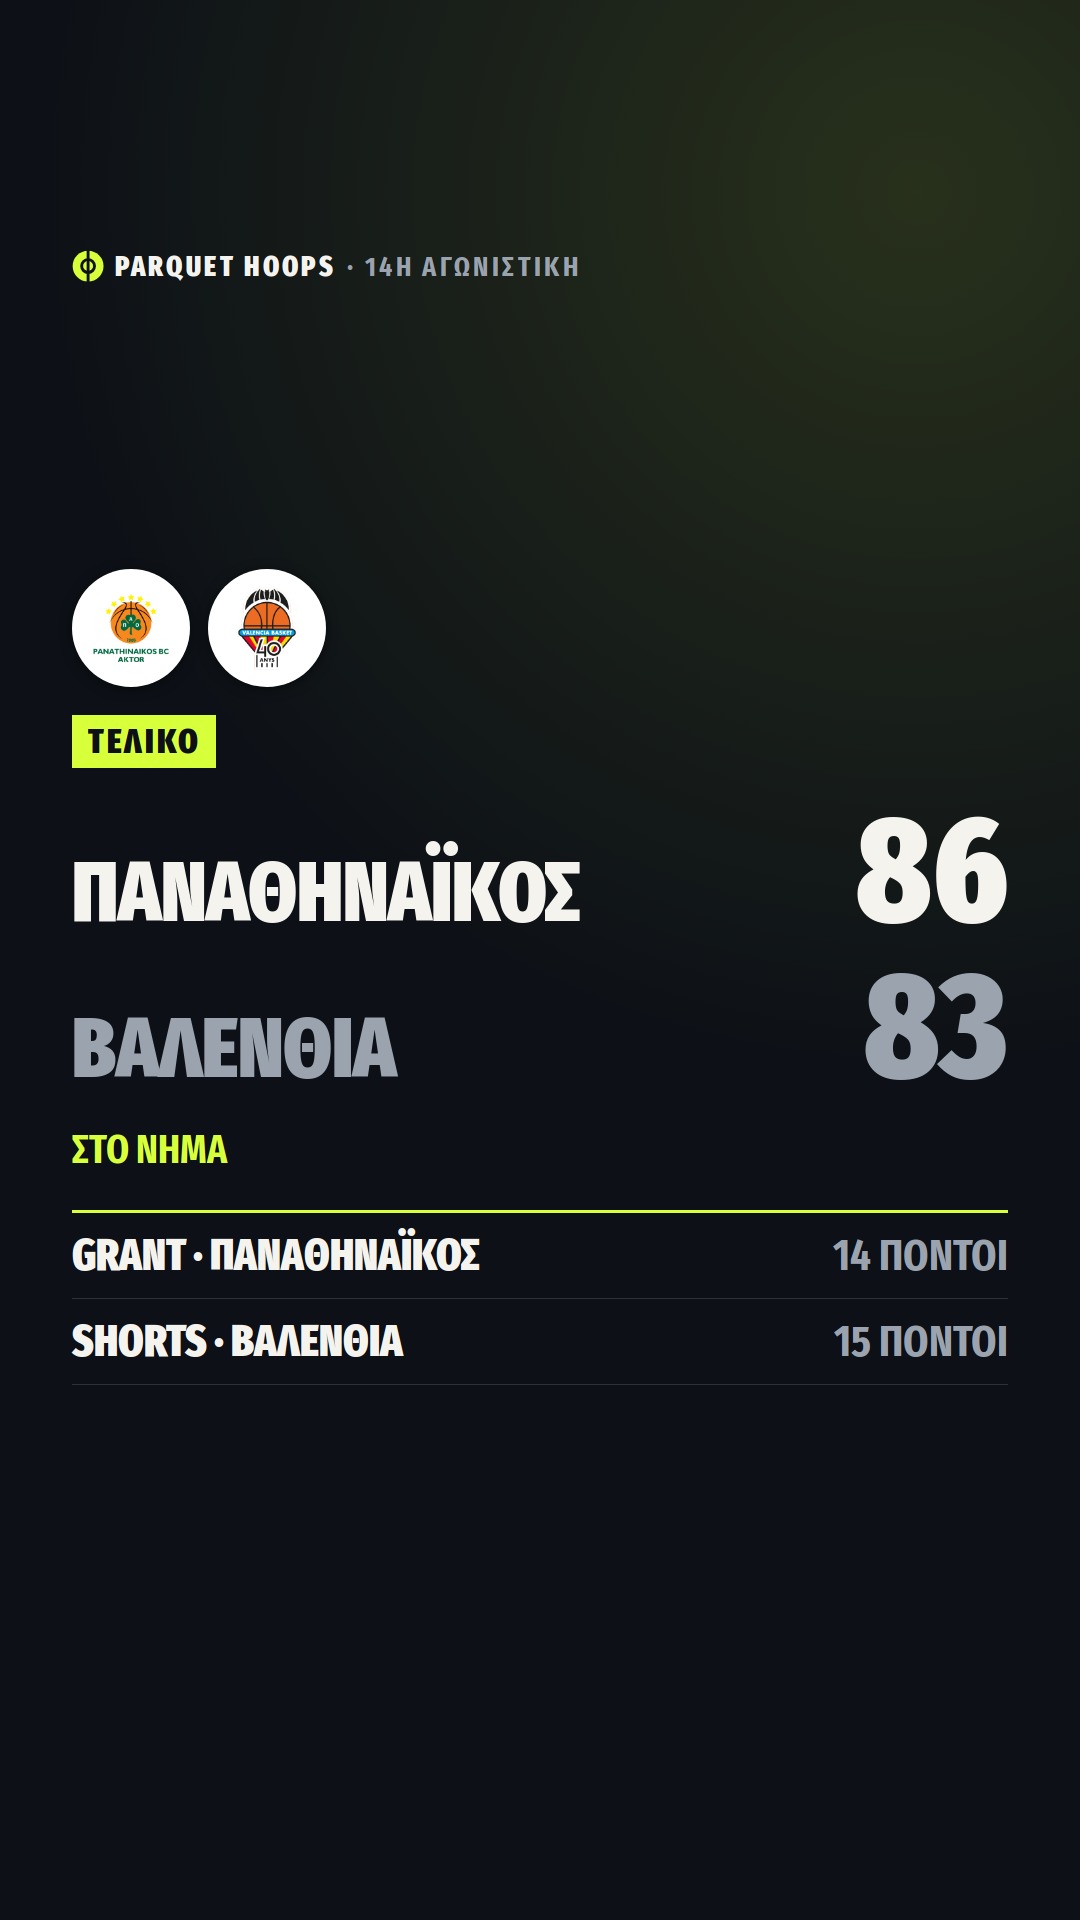 PARQUET HOOPS · 14Η ΑΓΩΝΙΣΤΙΚΗ
PANATHINAIKOS BC
AKTOR
VALENCIA BASKET
40
ANYS
ΤΕΛΙΚΟ
ΠΑΝΑΘΗΝΑΪΚΟΣ 86
ΒΑΛΕΝΘΙΑ 83
ΣΤΟ ΝΗΜΑ
GRANT · ΠΑΝΑΘΗΝΑΪΚΟΣ 14 ΠΟΝΤΟΙ
SHORTS · ΒΑΛΕΝΘΙΑ 15 ΠΟΝΤΟΙ